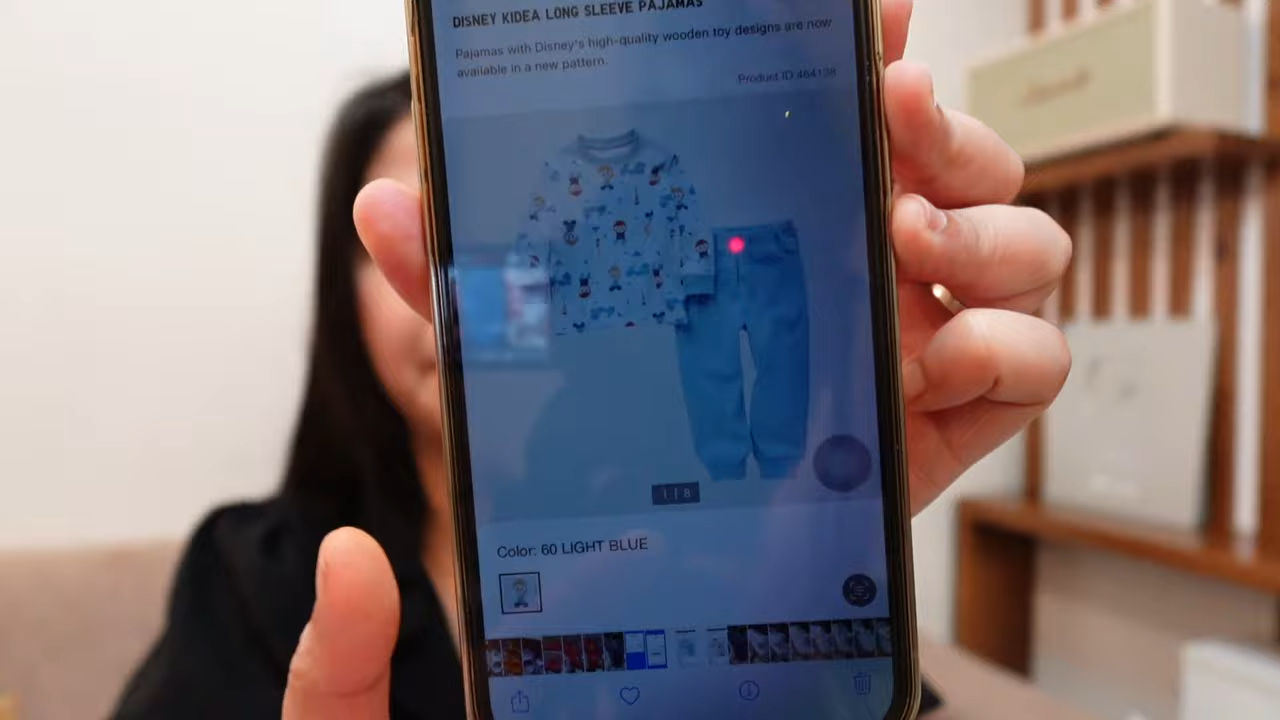 DISNEY KIDEA LONG SLEEVE PAJAMAS
Pajamas with Disney's high-quality wooden toy designs are now
available in a new pattern.
Product ID 464138
1 | 8
Color: 60 LIGHT BLUE